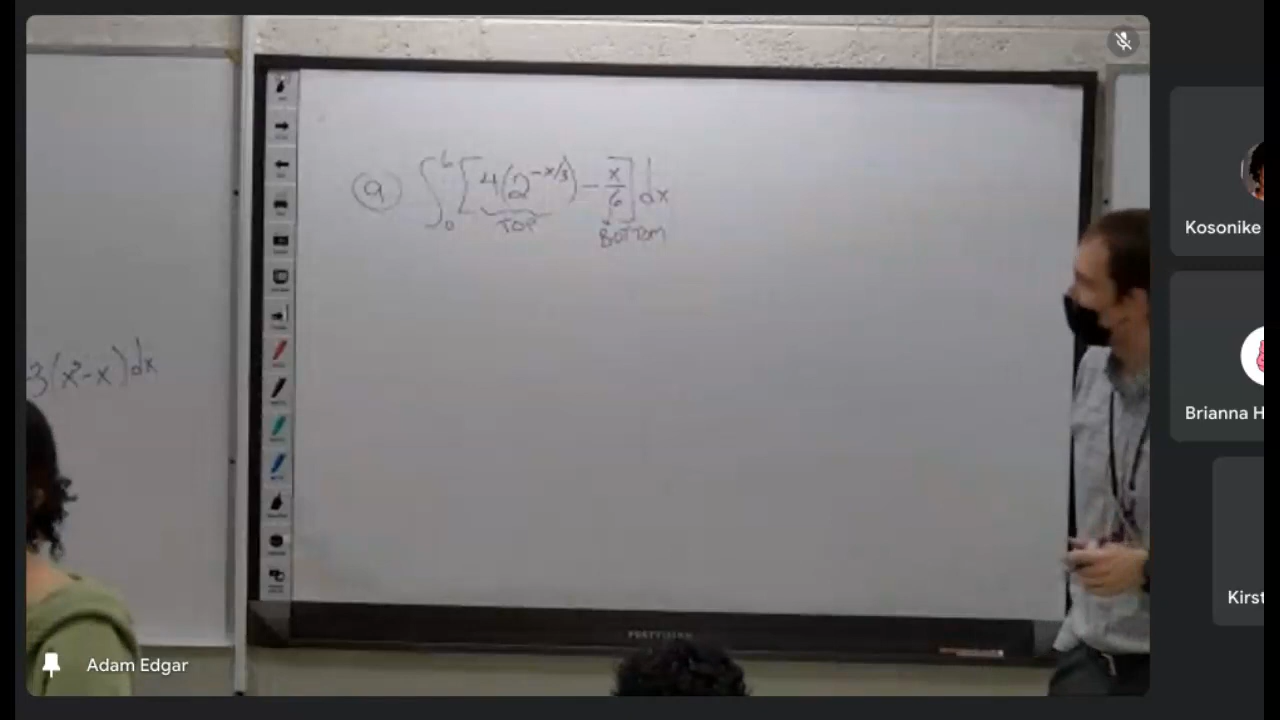 9 ∫₀⁶ [4(2^(-x/3)) - x/6] dx
TOP BOTTOM
3(x²-x)dx
Adam Edgar
Kosonike
Brianna H
Kirst